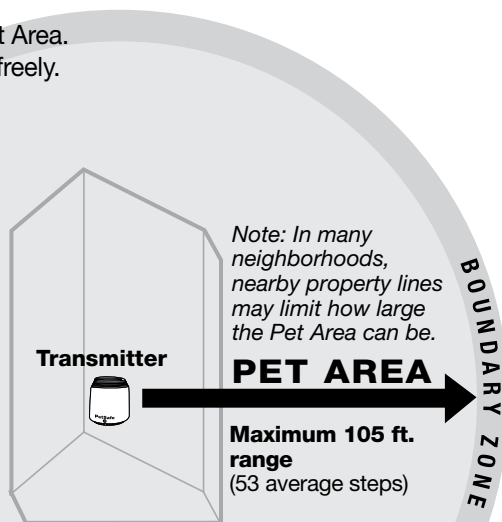 t Area.
freely.
Note: In many
neighborhoods,
nearby property lines
may limit how large
the Pet Area can be.
Transmitter
PetSafe
PET AREA
Maximum 105 ft.
range
(53 average steps)
BOUNDARY ZONE